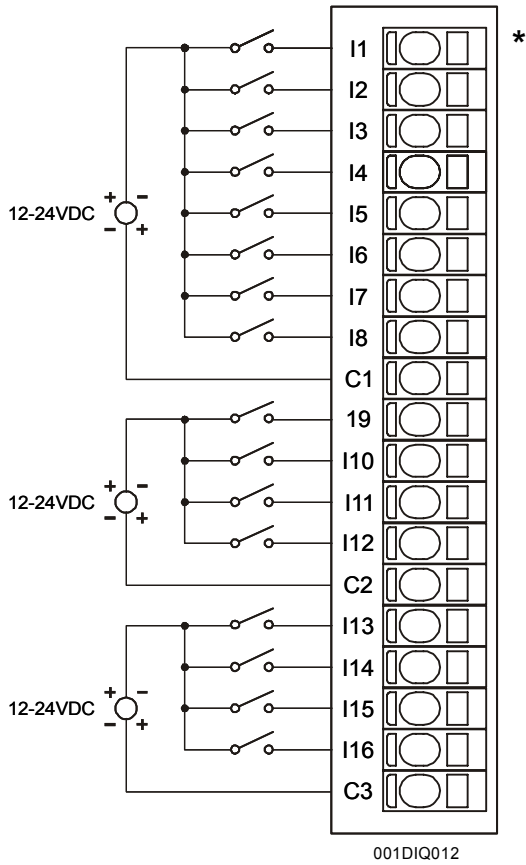 I1 *
I2
I3
I4
+ -
12-24VDC I5
- +
I6
I7
I8
C1
19
I10
+ -
12-24VDC I11
- +
I12
C2
I13
I14
+ -
12-24VDC I15
- +
I16
C3
001DIQ012